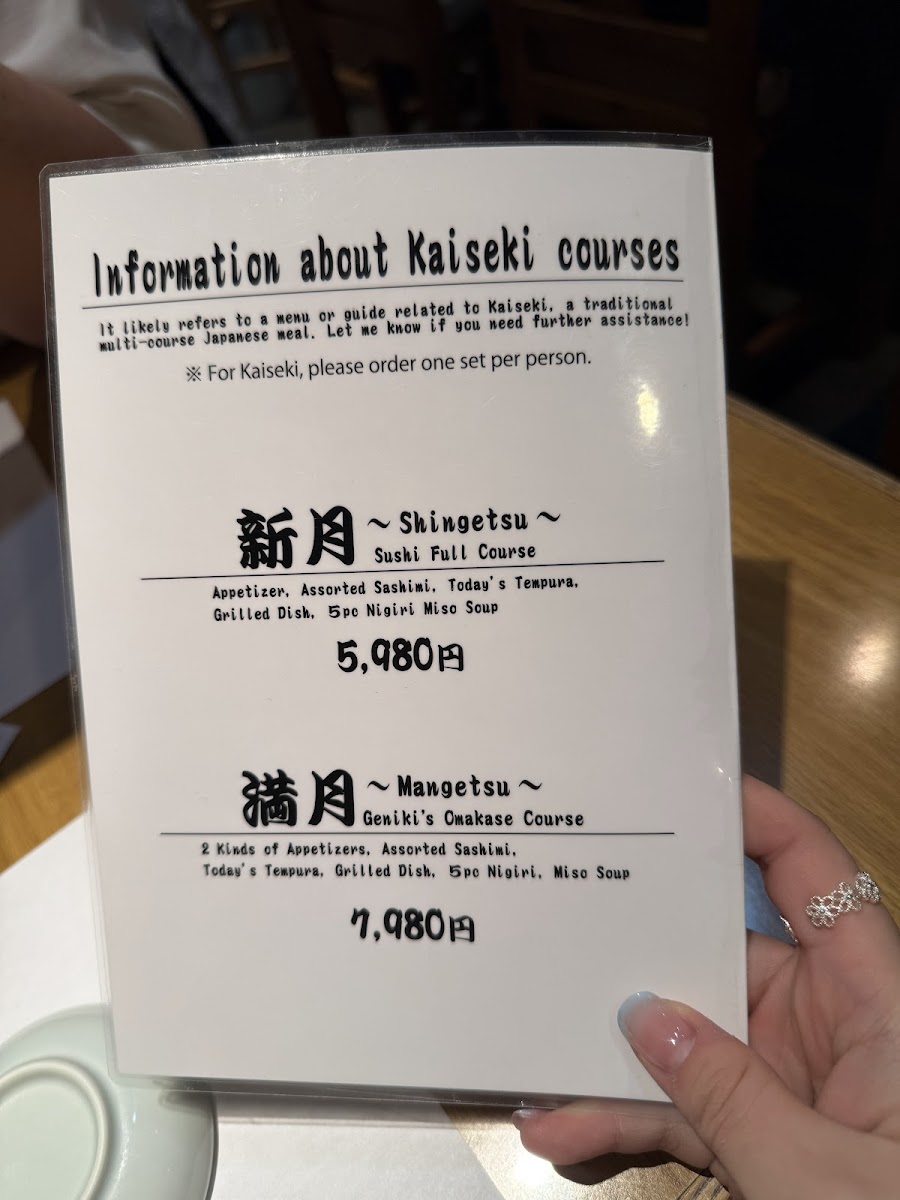 Information about Kaiseki courses
It likely refers to a menu or guide related to Kaiseki, a traditional
multi-course Japanese meal. Let me know if you need further assistance!
※ For Kaiseki, please order one set per person.
新月 ～Shingetsu～
Sushi Full Course
Appetizer, Assorted Sashimi, Today's Tempura,
Grilled Dish, 5pc Nigiri Miso Soup
5,980円
満月 ～Mangetsu～
Geniki's Omakase Course
2 Kinds of Appetizers, Assorted Sashimi,
Today's Tempura, Grilled Dish, 5pc Nigiri, Miso Soup
7,980円